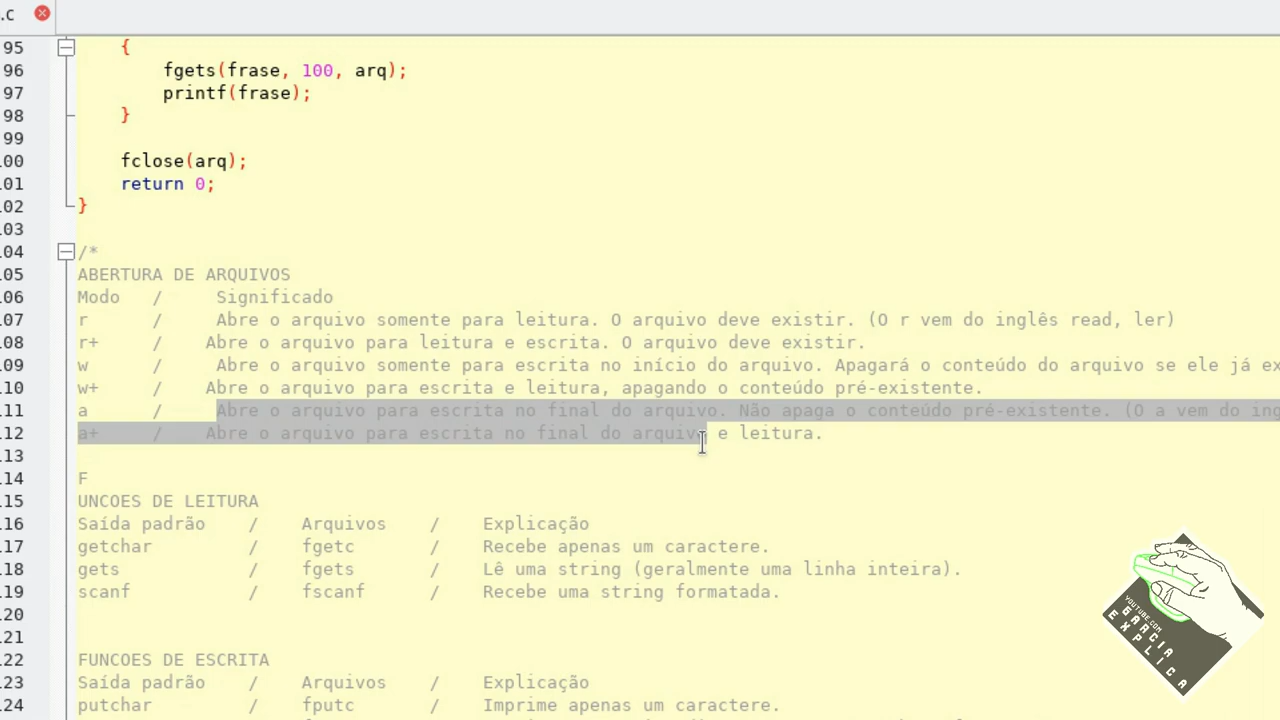 .C
95 {
96 fgets(frase, 100, arq);
97 printf(frase);
98 }
99
00 fclose(arq);
01 return 0;
02 }
03
04 /*
05 ABERTURA DE ARQUIVOS
06 Modo / Significado
07 r / Abre o arquivo somente para leitura. O arquivo deve existir. (O r vem do inglês read, ler)
08 r+ / Abre o arquivo para leitura e escrita. O arquivo deve existir.
09 w / Abre o arquivo somente para escrita no início do arquivo. Apagará o conteúdo do arquivo se ele já ex
10 w+ / Abre o arquivo para escrita e leitura, apagando o conteúdo pré-existente.
11 a / Abre o arquivo para escrita no final do arquivo. Não apaga o conteúdo pré-existente. (O a vem do ing
12 a+ / Abre o arquivo para escrita no final do arquivo e leitura.
13
14 F
15 UNCOES DE LEITURA
16 Saída padrão / Arquivos / Explicação
17 getchar / fgetc / Recebe apenas um caractere.
18 gets / fgets / Lê uma string (geralmente uma linha inteira).
19 scanf / fscanf / Recebe uma string formatada.
20
21
22 FUNCOES DE ESCRITA
23 Saída padrão / Arquivos / Explicação
24 putchar / fputc / Imprime apenas um caractere.
YOUTUBE.COM
GARCIA
EXPLICA